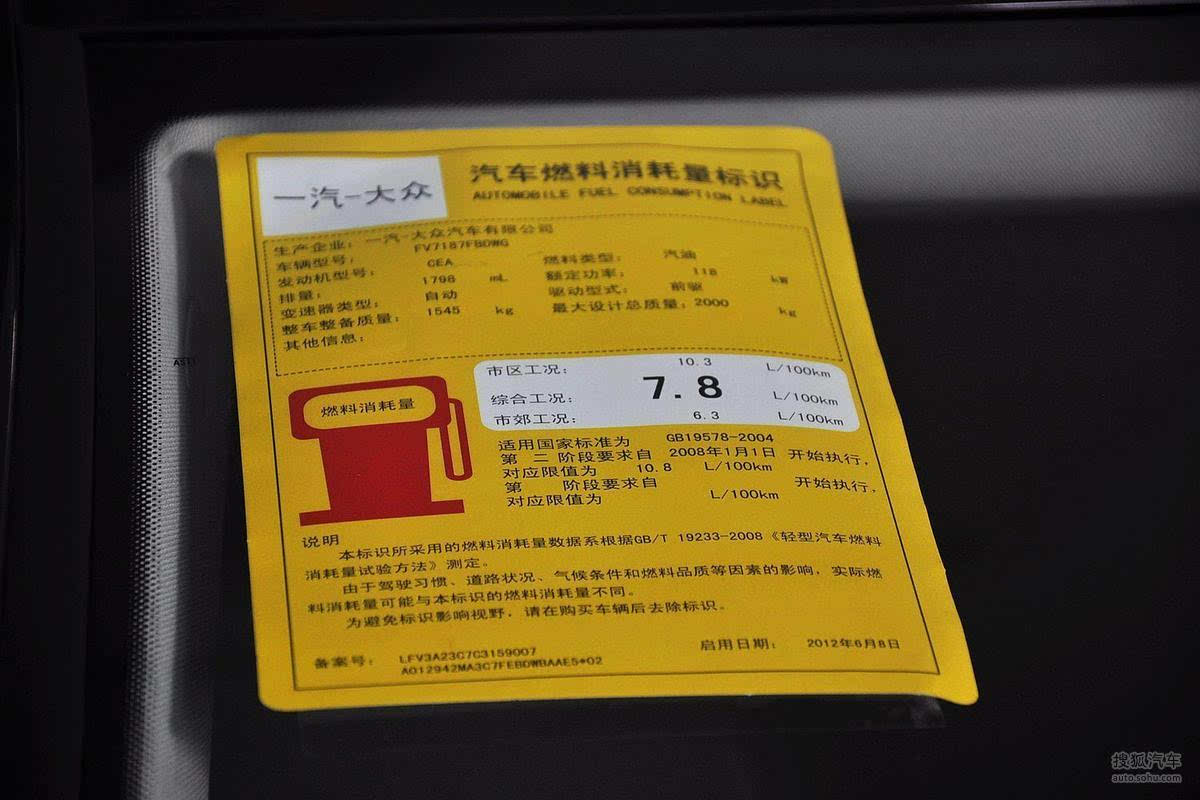 一汽-大众
汽车燃料消耗量标识
AUTOMOBILE FUEL CONSUMPTION LABEL
生产企业: 一汽-大众汽车有限公司
车辆型号: FV7187FBDWG
发动机型号: CEA 燃料类型: 汽油
排量: 1798 mL 额定功率: 118 kW
变速器类型: 自动 驱动型式: 前驱
整车整备质量: 1545 kg 最大设计总质量: 2000 kg
其他信息:
燃料消耗量
市区工况: 10.3 L/100km
综合工况: 7.8 L/100km
市郊工况: 6.3 L/100km
适用国家标准为 GB19578-2004
第 二 阶段要求自 2008年1月1日 开始执行,
对应限值为 10.8 L/100km
第 阶段要求自 开始执行,
对应限值为 L/100km
说明
本标识所采用的燃料消耗量数据系根据GB/T 19233-2008《轻型汽车燃料
消耗量试验方法》测定。
由于驾驶习惯、道路状况、气候条件和燃料品质等因素的影响,实际燃
料消耗量可能与本标识的燃料消耗量不同。
为避免标识影响视野,请在购买车辆后去除标识。
备案号: LFV3A23C7C3159007 启用日期: 2012年6月8日
A012942MA3C7FEBDWBAAE5*02
搜狐汽车
auto.sohu.com